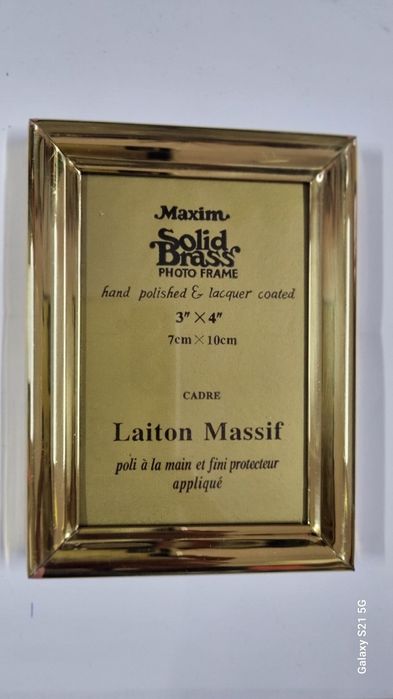 Maxim
Solid
Brass
PHOTO FRAME
hand polished & lacquer coated
3" × 4"
7cm × 10cm
CADRE
Laiton Massif
poli à la main et fini protecteur
appliqué
Galaxy S21 5G